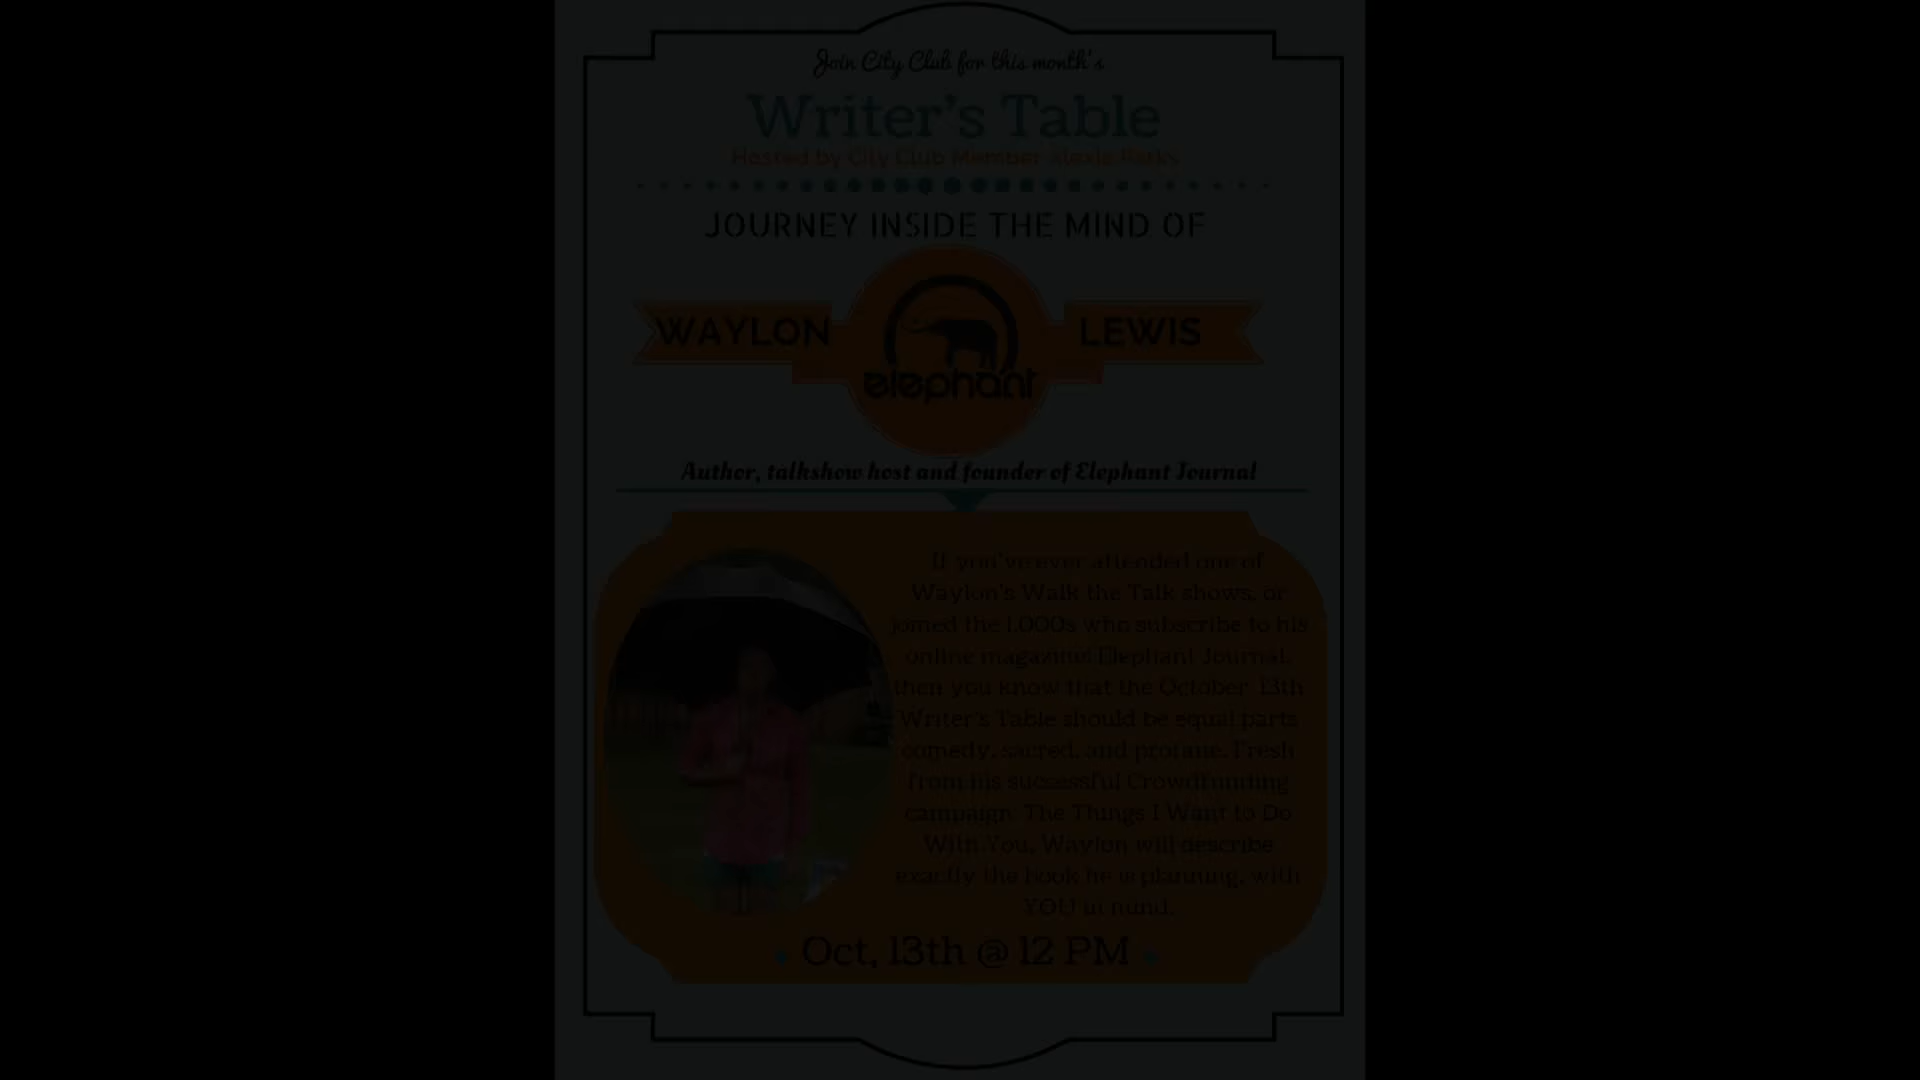 Join City Club for this month's
Writer's Table
Hosted by City Club Member Alexis Parks
JOURNEY INSIDE THE MIND OF
WAYLON LEWIS
elephant
Author, talkshow host and founder of Elephant Journal
If you've ever attended one of
Waylon's Walk the Talk shows, or
joined the 1,000s who subscribe to his
online magazine Elephant Journal,
then you know that the October 13th
Writer's Table should be equal parts
comedy, sacred, and profane. Fresh
from his successful Crowdfunding
campaign, The Things I Want to Do
With You, Waylon will describe
exactly the book he is planning, with
YOU in mind.
Oct, 13th @ 12 PM